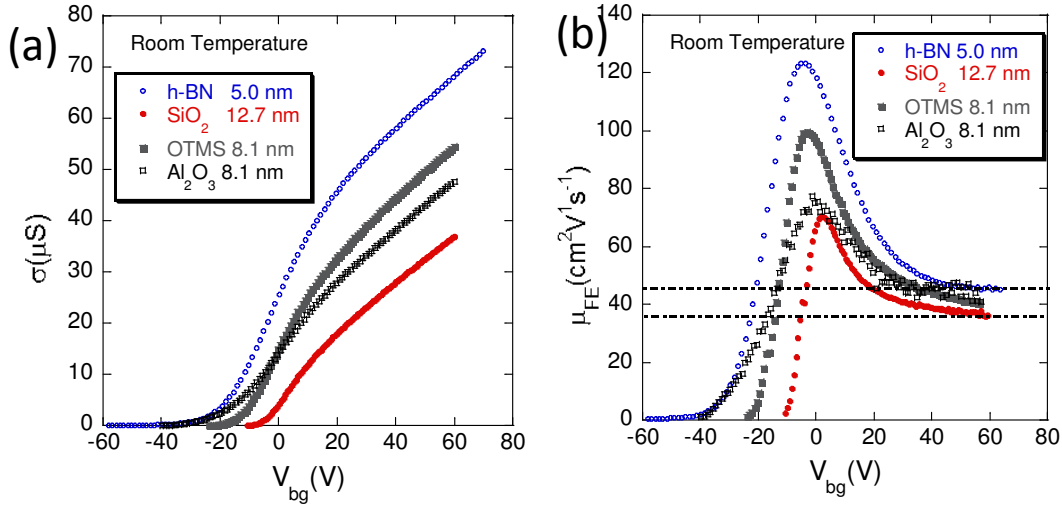 (a)
Room Temperature
h-BN 5.0 nm
SiO2 12.7 nm
OTMS 8.1 nm
Al2O3 8.1 nm
80
70
60
50
40
30
20
10
0
σ(μS)
-60 -40 -20 0 20 40 60 80
Vbg(V)
(b)
Room Temperature
h-BN 5.0 nm
SiO2 12.7 nm
OTMS 8.1 nm
Al2O3 8.1 nm
140
120
100
80
60
40
20
0
μFE(cm2V-1s-1)
-60 -40 -20 0 20 40 60 80
Vbg(V)